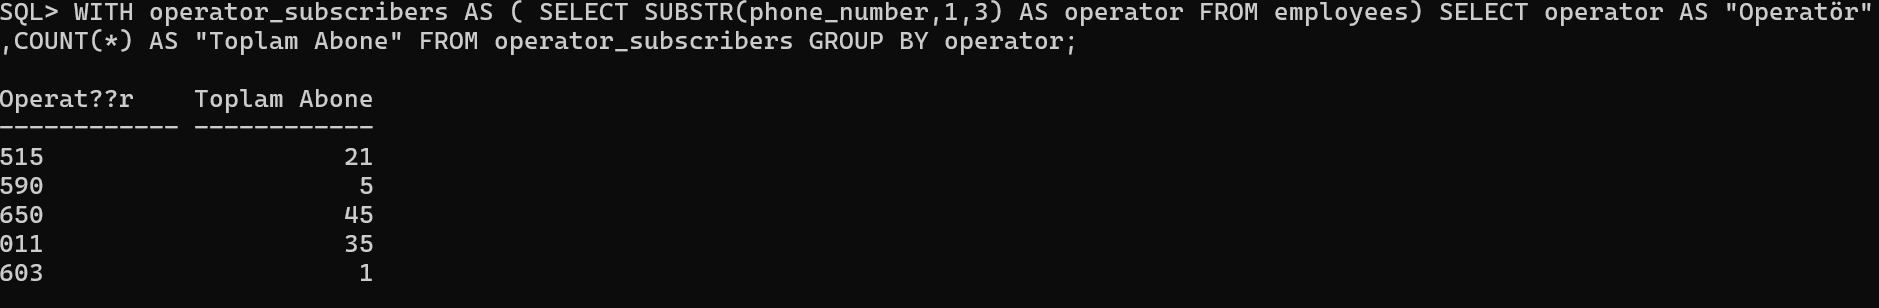 SQL> WITH operator_subscribers AS ( SELECT SUBSTR(phone_number,1,3) AS operator FROM employees) SELECT operator AS "Operatör"
,COUNT(*) AS "Toplam Abone" FROM operator_subscribers GROUP BY operator;
Operat??r    Toplam Abone
------------ ------------
515                    21
590                     5
650                    45
011                    35
603                     1